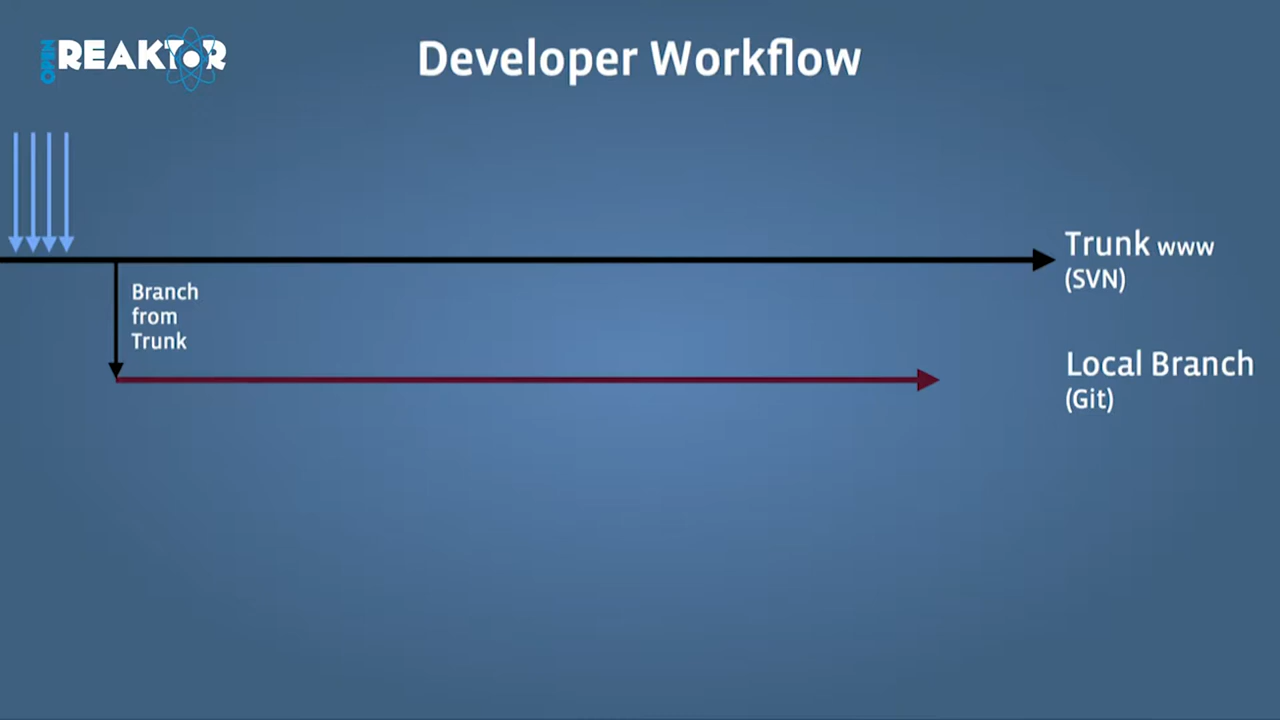 OPEN REAKTOR
Developer Workflow
Trunk www
(SVN)
Branch
from
Trunk
Local Branch
(Git)